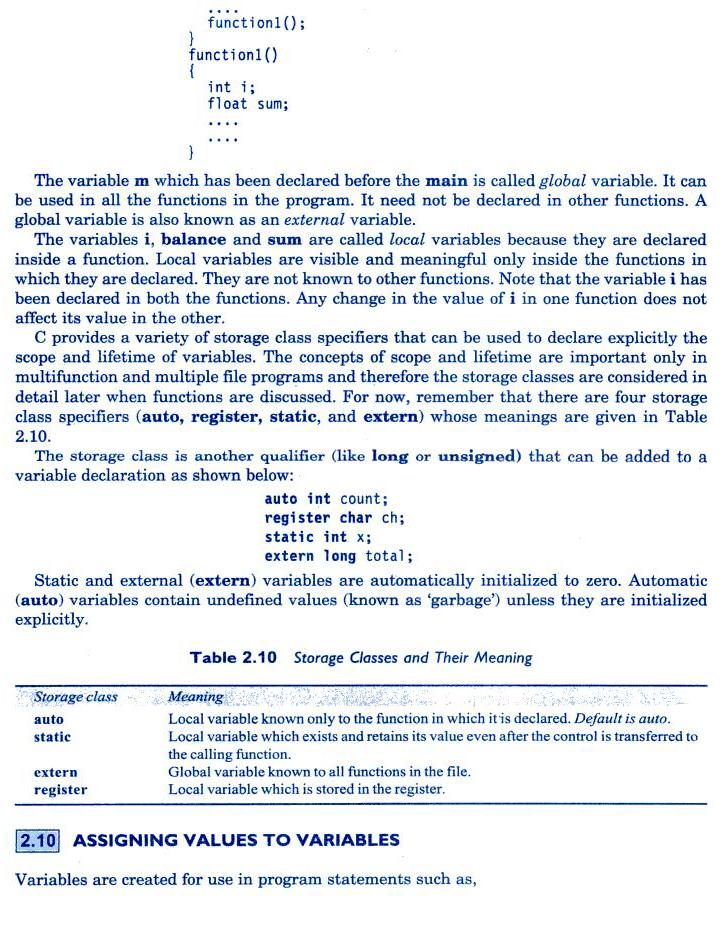 ....
function1();
}
function1()
{
int i;
float sum;
....
....
}
The variable m which has been declared before the main is called global variable. It can
be used in all the functions in the program. It need not be declared in other functions. A
global variable is also known as an external variable.
The variables i, balance and sum are called local variables because they are declared
inside a function. Local variables are visible and meaningful only inside the functions in
which they are declared. They are not known to other functions. Note that the variable i has
been declared in both the functions. Any change in the value of i in one function does not
affect its value in the other.
C provides a variety of storage class specifiers that can be used to declare explicitly the
scope and lifetime of variables. The concepts of scope and lifetime are important only in
multifunction and multiple file programs and therefore the storage classes are considered in
detail later when functions are discussed. For now, remember that there are four storage
class specifiers (auto, register, static, and extern) whose meanings are given in Table
2.10.
The storage class is another qualifier (like long or unsigned) that can be added to a
variable declaration as shown below:
auto int count;
register char ch;
static int x;
extern long total;
Static and external (extern) variables are automatically initialized to zero. Automatic
(auto) variables contain undefined values (known as ‘garbage’) unless they are initialized
explicitly.
Table 2.10 Storage Classes and Their Meaning
Storage class Meaning
auto Local variable known only to the function in which it is declared. Default is auto.
static Local variable which exists and retains its value even after the control is transferred to
the calling function.
extern Global variable known to all functions in the file.
register Local variable which is stored in the register.
2.10 ASSIGNING VALUES TO VARIABLES
Variables are created for use in program statements such as,